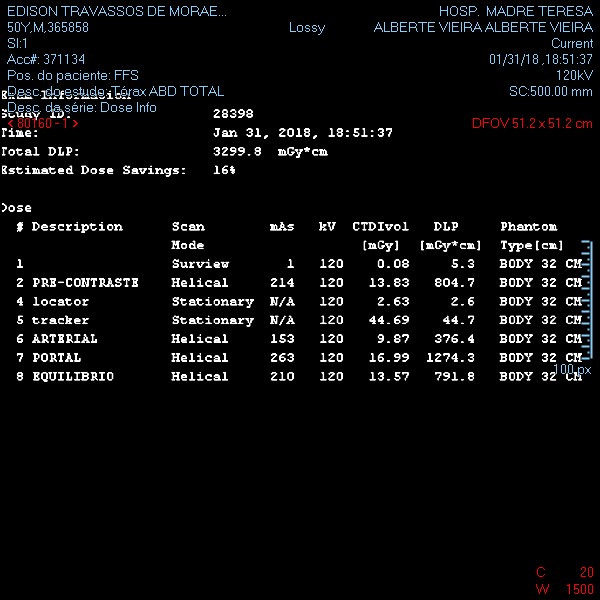 EDISON TRAVASSOS DE MORAE... HOSP. MADRE TERESA
50Y,M,365858 Lossy ALBERTE VIEIRA ALBERTE VIEIRA
SI:1 Current
Acc#: 371134 01/31/18 ,18:51:37
Pos. do paciente: FFS 120kV
Desc. do estudo: Tórax ABD TOTAL SC:500.00 mm
Exam Information
Desc. da série: Dose Info
Study ID: 28398
< 80160 - 1 > DFOV 51.2 x 51.2 cm
Time: Jan 31, 2018, 18:51:37
Total DLP: 3299.8 mGy*cm
Estimated Dose Savings: 16%
Dose
# Description Scan mAs kV CTDIvol DLP Phantom
Mode [mGy] [mGy*cm] Type[cm]
1 Surview 1 120 0.08 5.3 BODY 32 CM
2 PRE-CONTRASTE Helical 214 120 13.83 804.7 BODY 32 CM
4 locator Stationary N/A 120 2.63 2.6 BODY 32 CM
5 tracker Stationary N/A 120 44.69 44.7 BODY 32 CM
6 ARTERIAL Helical 153 120 9.87 376.4 BODY 32 CM
7 PORTAL Helical 263 120 16.99 1274.3 BODY 32 CM
100 px
8 EQUILIBRIO Helical 210 120 13.57 791.8 BODY 32 CM
C 20
W 1500